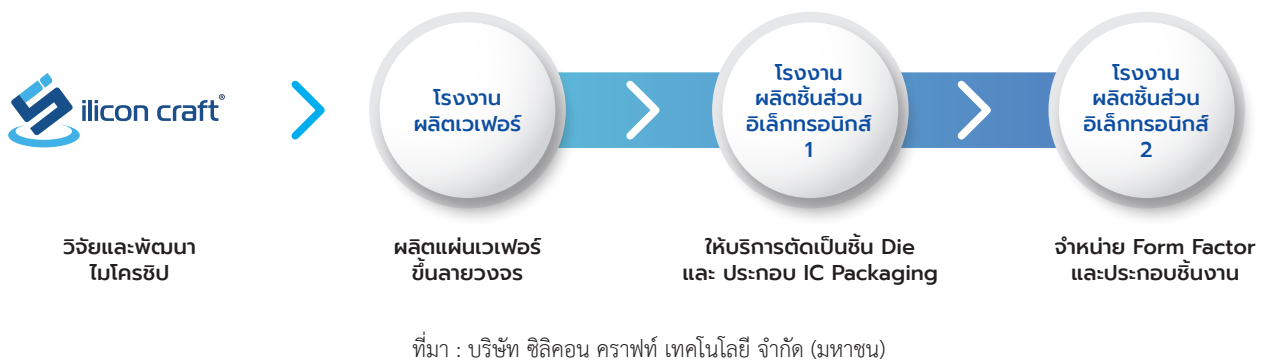 ilicon craft®
โรงงาน
ผลิตเวเฟอร์
โรงงาน
ผลิตชิ้นส่วน
อิเล็กทรอนิกส์
1
โรงงาน
ผลิตชิ้นส่วน
อิเล็กทรอนิกส์
2
วิจัยและพัฒนา
ไมโครชิป
ผลิตแผ่นเวเฟอร์
ขึ้นลายวงจร
ให้บริการตัดเป็นชิ้น Die
และ ประกอบ IC Packaging
จำหน่าย Form Factor
และประกอบชิ้นงาน
ที่มา : บริษัท ซิลิคอน คราฟท์ เทคโนโลยี จำกัด (มหาชน)